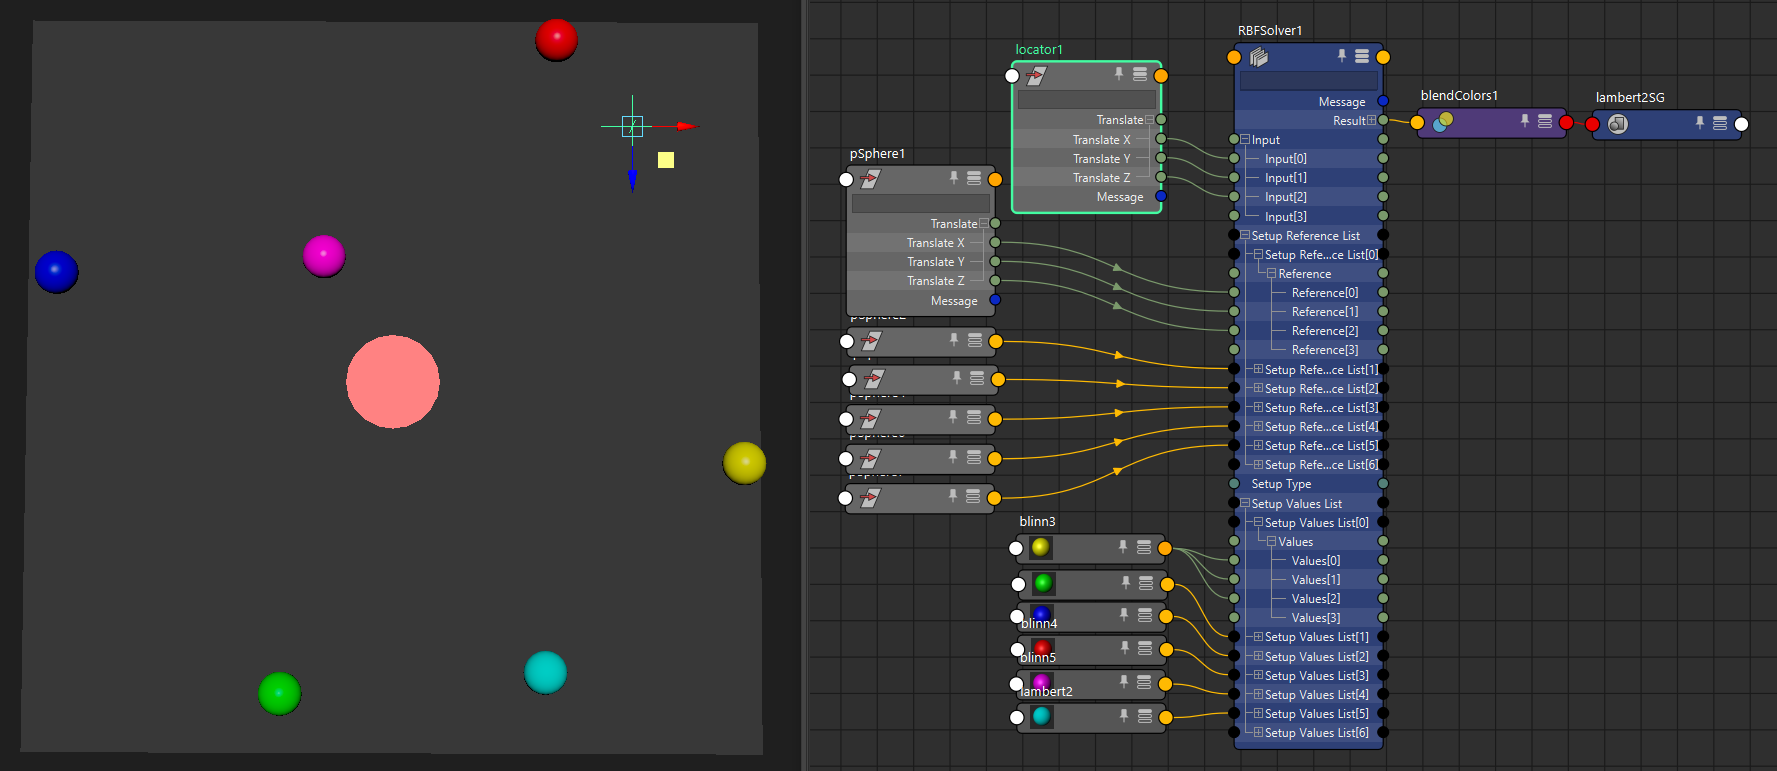 RBFSolver1
locator1
Message
Result
blendColors1
lambert2SG
Translate
Translate X
Translate Y
Translate Z
Message
pSphere1
Translate
Translate X
Translate Y
Translate Z
Message
Input
Input[0]
Input[1]
Input[2]
Input[3]
Setup Reference List
Setup Refe...ce List[0]
Reference
Reference[0]
Reference[1]
Reference[2]
Reference[3]
Setup Refe...ce List[1]
Setup Refe...ce List[2]
Setup Refe...ce List[3]
Setup Refe...ce List[4]
Setup Refe...ce List[5]
Setup Refe...ce List[6]
Setup Type
Setup Values List
Setup Values List[0]
Values
Values[0]
Values[1]
Values[2]
Values[3]
Setup Values List[1]
Setup Values List[2]
Setup Values List[3]
Setup Values List[4]
Setup Values List[5]
Setup Values List[6]
blinn3
blinn4
blinn5
lambert2